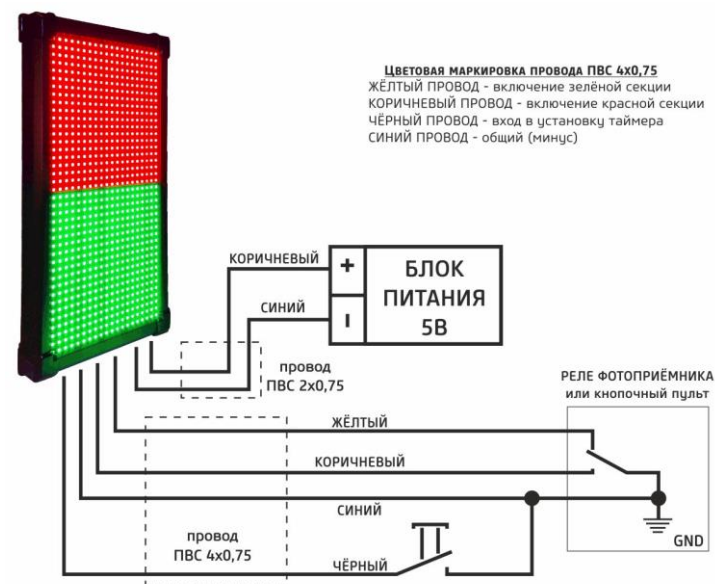 Цветовая маркировка провода ПВС 4х0,75
ЖЁЛТЫЙ ПРОВОД - включение зелёной секции
КОРИЧНЕВЫЙ ПРОВОД - включение красной секции
ЧЁРНЫЙ ПРОВОД - вход в установку таймера
СИНИЙ ПРОВОД - общий (минус)
КОРИЧНЕВЫЙ
+
БЛОК
ПИТАНИЯ
5В
СИНИЙ
-
провод
ПВС 2х0,75
РЕЛЕ ФОТОПРИЁМНИКА
или кнопочный пульт
ЖЁЛТЫЙ
КОРИЧНЕВЫЙ
СИНИЙ
GND
провод
ПВС 4х0,75
ЧЁРНЫЙ